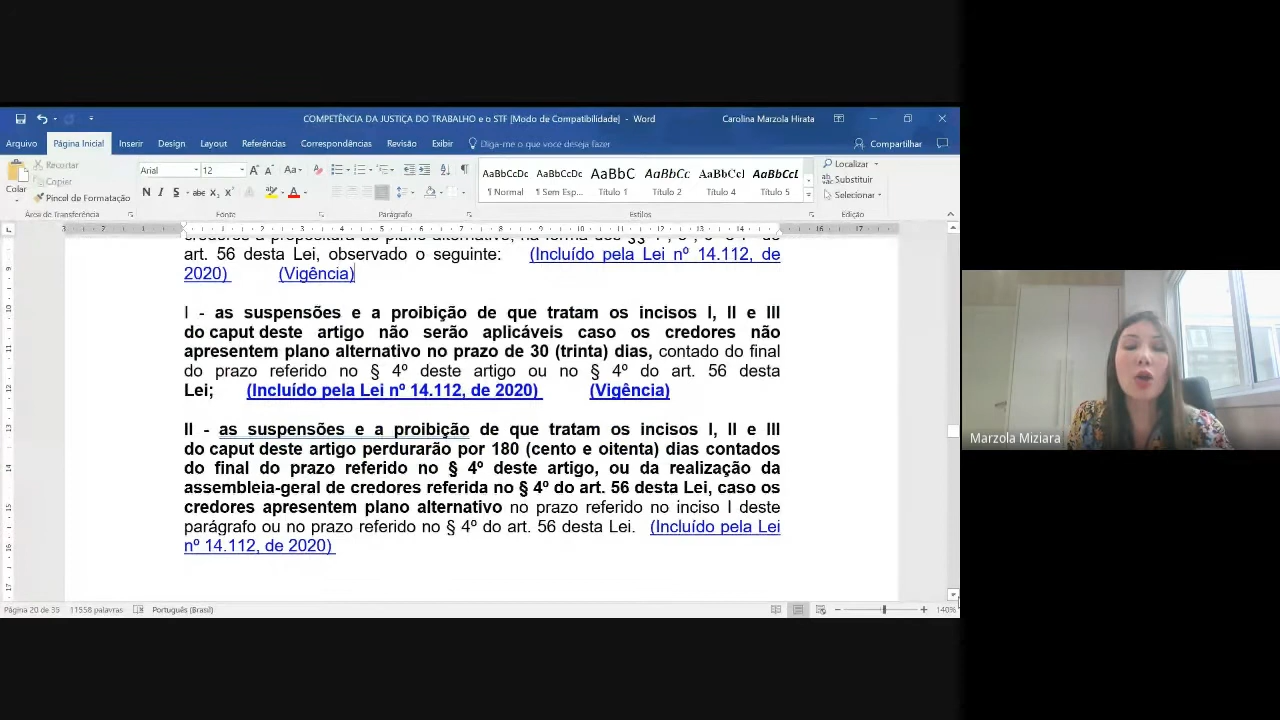 COMPETÊNCIA DA JUSTIÇA DO TRABALHO e o STF [Modo de Compatibilidade] - Word
Carolina Marzola Hirata
Arquivo Página Inicial Inserir Design Layout Referências Correspondências Revisão Exibir Diga-me o que você deseja fazer
Compartilhar
Colar
Recortar
Copiar
Pincel de Formatação
Área de Transferência
Arial 12
Fonte
Parágrafo
AaBbCcDc AaBbCcDc AaBbC AaBbCc AaBbCcI AaBbCcL
¶ Normal ¶ Sem Esp... Título 1 Título 2 Título 4 Título 5
Estilos
Localizar
Substituir
Selecionar
Edição
art. 56 desta Lei, observado o seguinte: (Incluído pela Lei nº 14.112, de
2020) (Vigência)
I - as suspensões e a proibição de que tratam os incisos I, II e III
do caput deste artigo não serão aplicáveis caso os credores não
apresentem plano alternativo no prazo de 30 (trinta) dias, contado do final
do prazo referido no § 4º deste artigo ou no § 4º do art. 56 desta
Lei; (Incluído pela Lei nº 14.112, de 2020) (Vigência)
II - as suspensões e a proibição de que tratam os incisos I, II e III
do caput deste artigo perdurarão por 180 (cento e oitenta) dias contados
do final do prazo referido no § 4º deste artigo, ou da realização da
assembleia-geral de credores referida no § 4º do art. 56 desta Lei, caso os
credores apresentem plano alternativo no prazo referido no inciso I deste
parágrafo ou no prazo referido no § 4º do art. 56 desta Lei. (Incluído pela Lei
nº 14.112, de 2020)
Página 20 de 35 11558 palavras Português (Brasil)
140%
Marzola Miziara